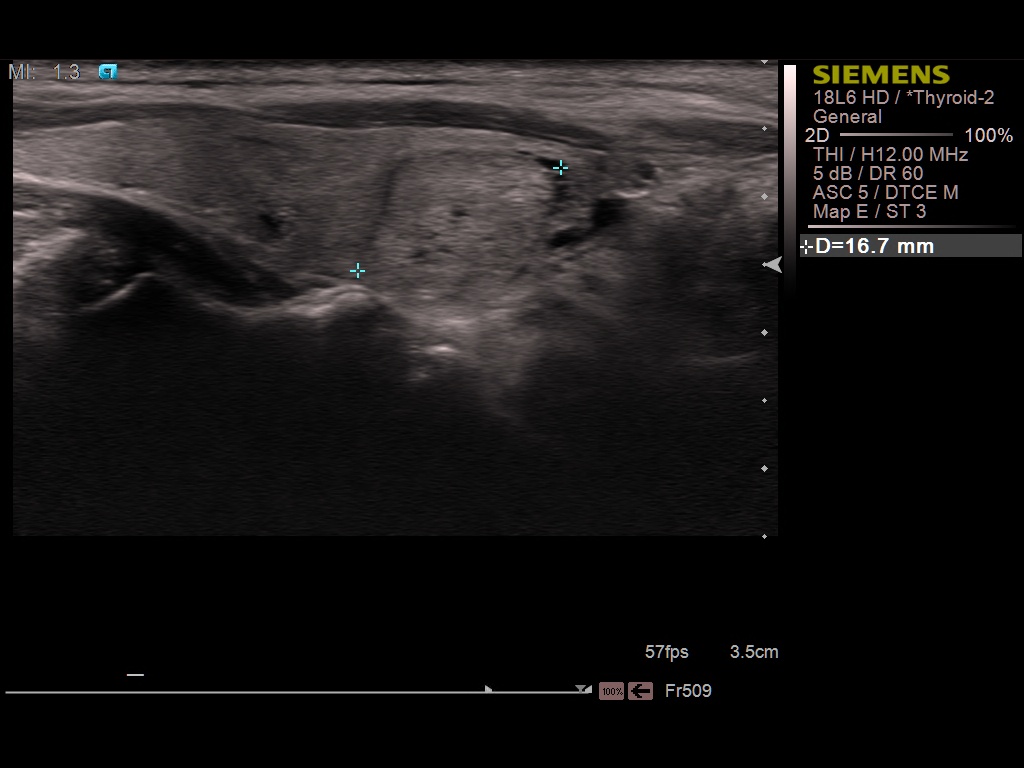 MI: 1.3
SIEMENS
18L6 HD / *Thyroid-2
General
2D 100%
THI / H12.00 MHz
5 dB / DR 60
ASC 5 / DTCE M
Map E / ST 3
D=16.7 mm
57fps 3.5cm
100% Fr509